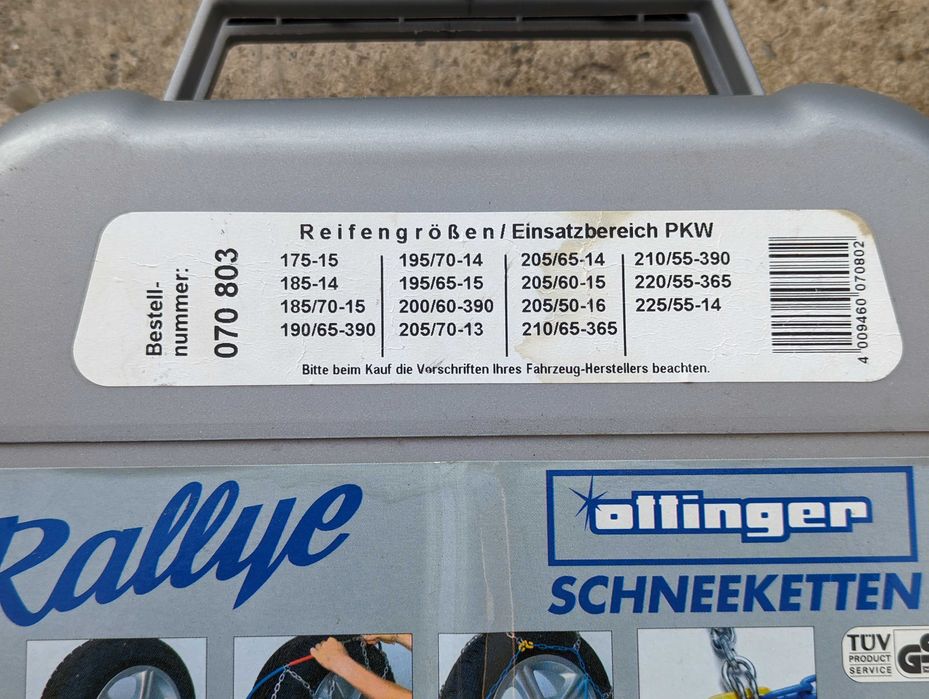 Reifengrößen/Einsatzbereich PKW
Bestell-
nummer:
070 803
175-15
185-14
185/70-15
190/65-390
195/70-14
195/65-15
200/60-390
205/70-13
205/65-14
205/60-15
205/50-16
210/65-365
210/55-390
220/55-365
225/55-14
Bitte beim Kauf die Vorschriften Ihres Fahrzeug-Herstellers beachten.
4 009460 070802
Rallye
ottinger
SCHNEEKETTEN
TÜV
PRODUCT
SERVICE
GS